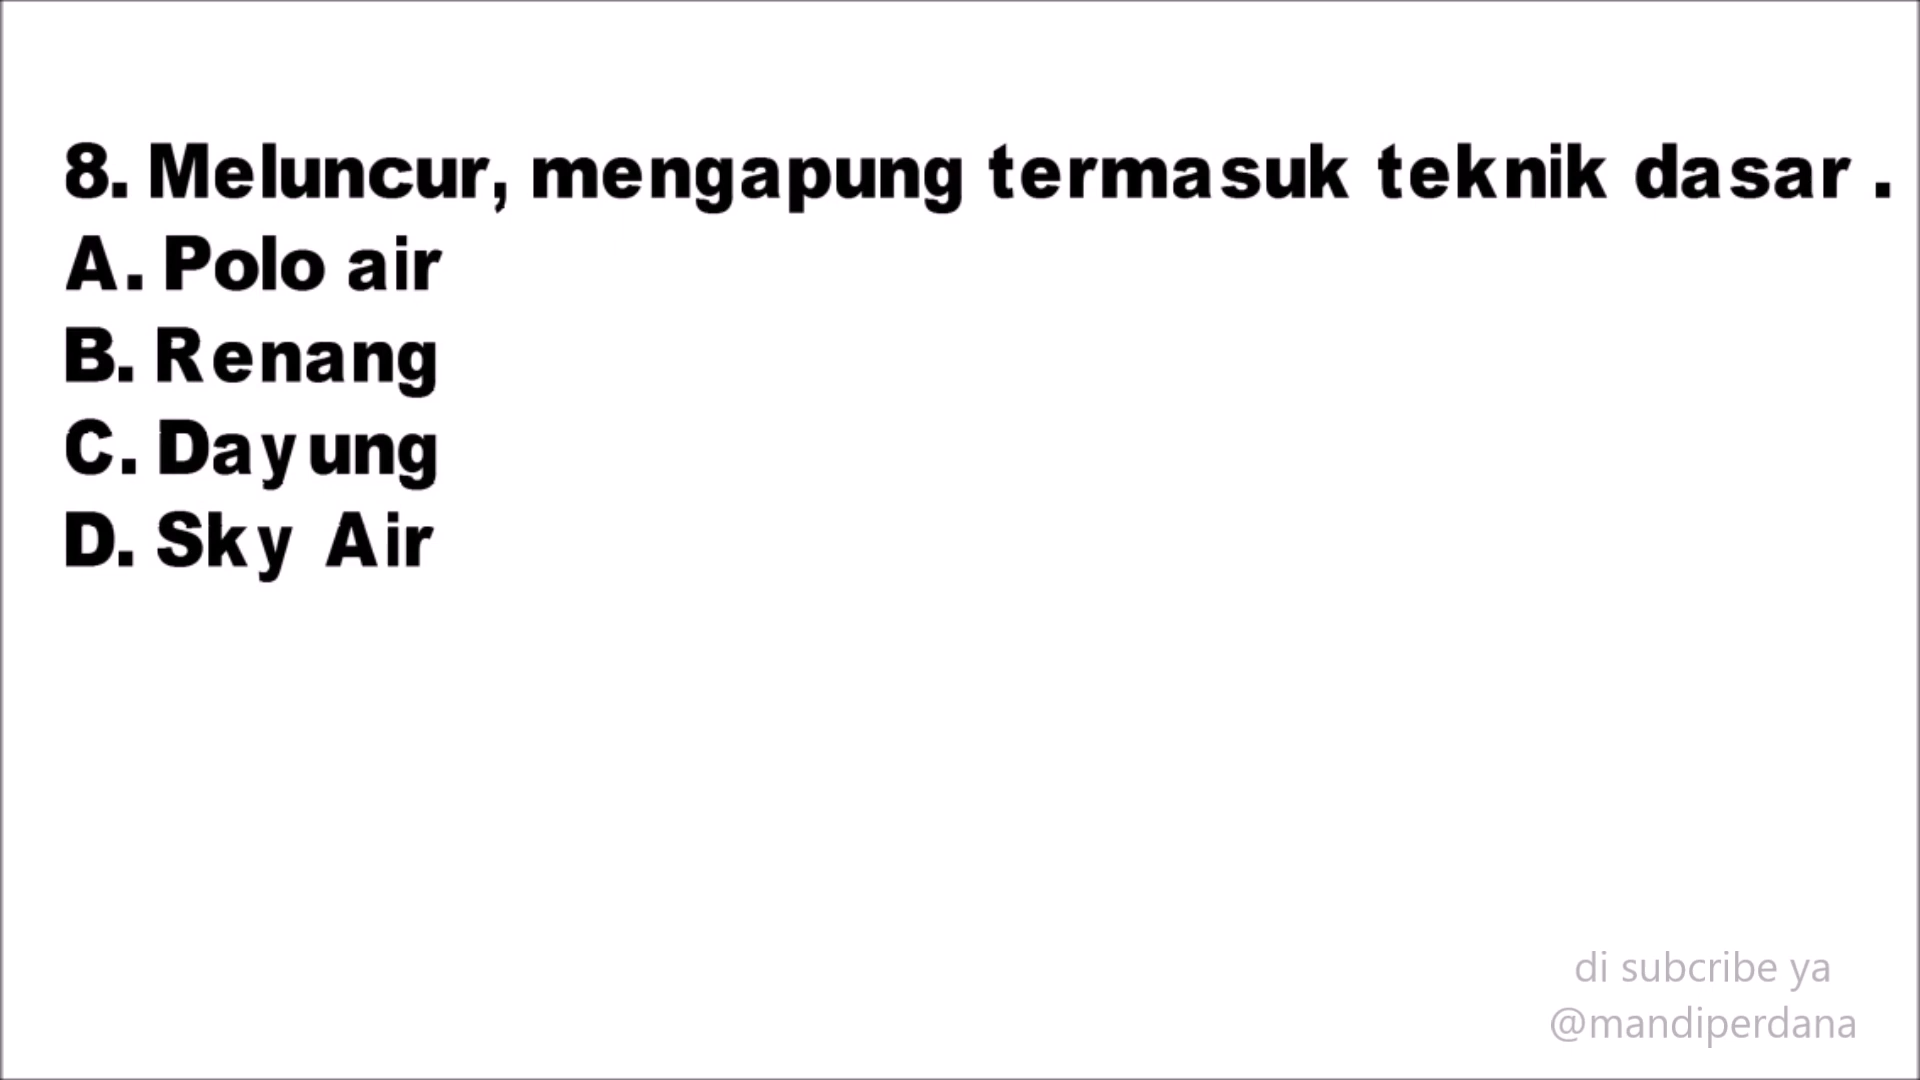 8. Meluncur, mengapung termasuk teknik dasar .
A. Polo air
B. Renang
C. Dayung
D. Sky Air
di subcribe ya
@mandiperdana